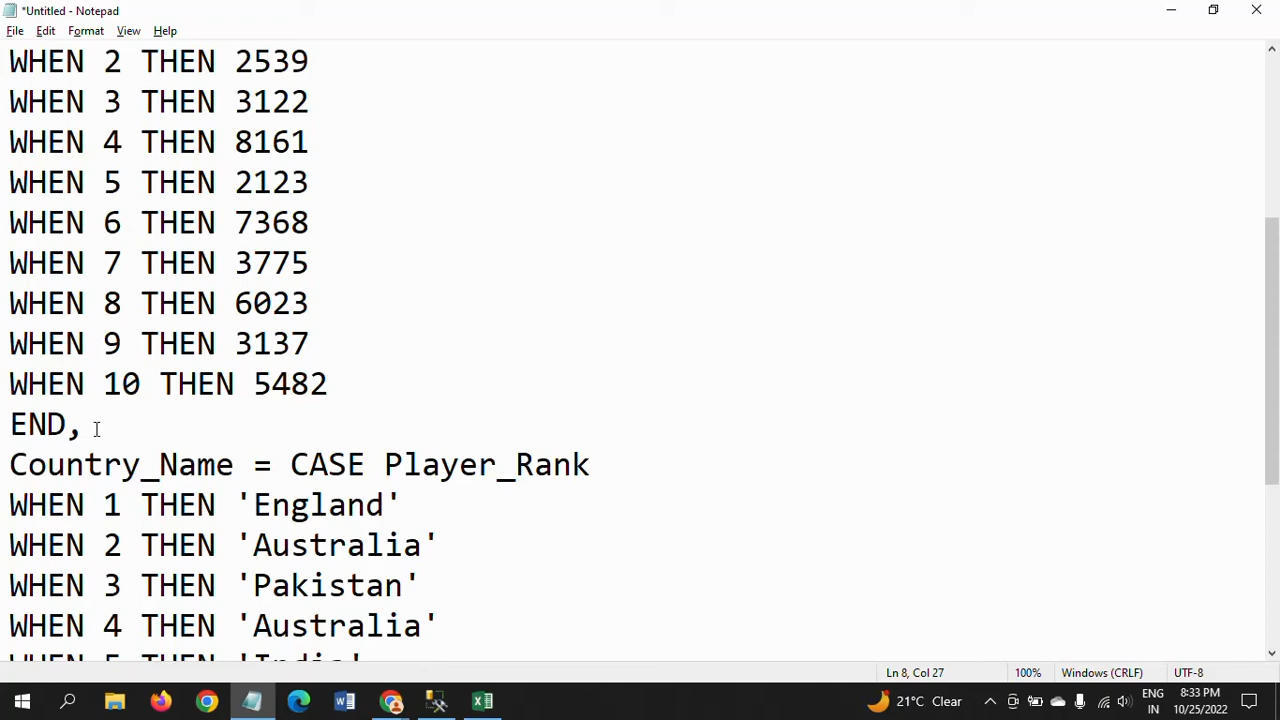 *Untitled - Notepad
File Edit Format View Help
WHEN 2 THEN 2539
WHEN 3 THEN 3122
WHEN 4 THEN 8161
WHEN 5 THEN 2123
WHEN 6 THEN 7368
WHEN 7 THEN 3775
WHEN 8 THEN 6023
WHEN 9 THEN 3137
WHEN 10 THEN 5482
END,
Country_Name = CASE Player_Rank
WHEN 1 THEN 'England'
WHEN 2 THEN 'Australia'
WHEN 3 THEN 'Pakistan'
WHEN 4 THEN 'Australia'
WHEN 5 THEN 'India'
Ln 8, Col 27 100% Windows (CRLF) UTF-8
21°C Clear ENG IN 8:33 PM 10/25/2022